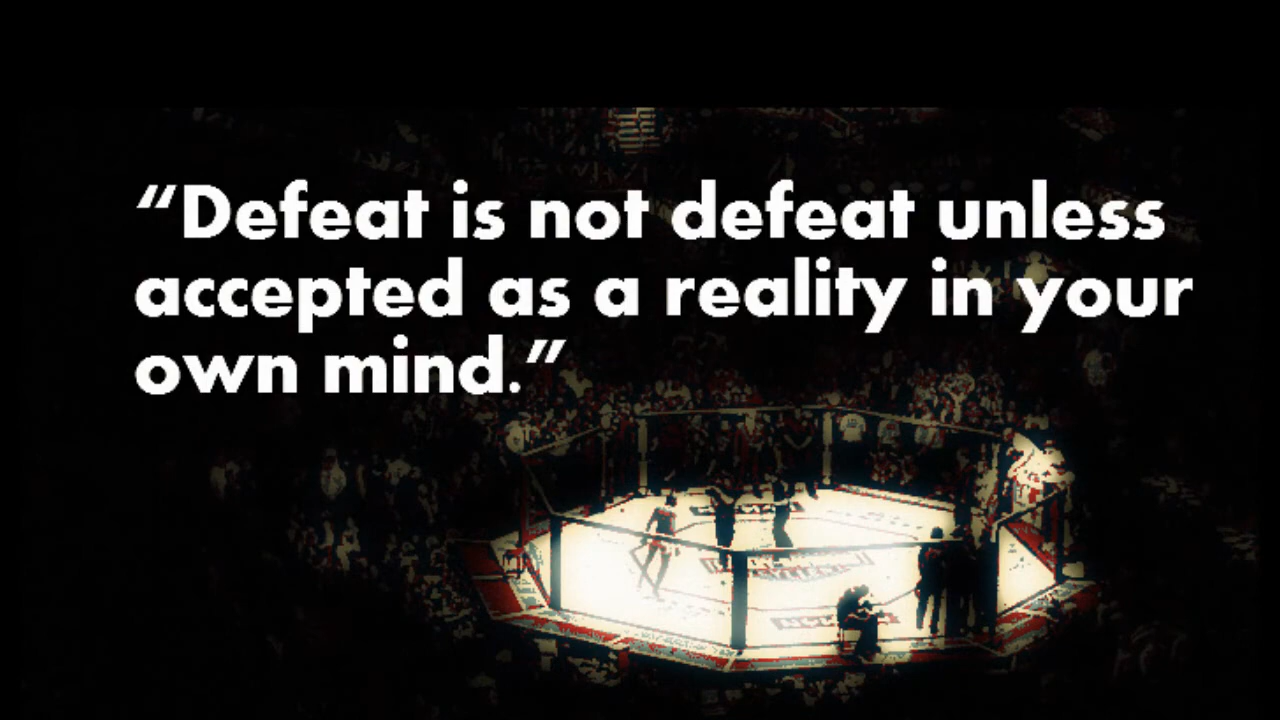 “Defeat is not defeat unless
accepted as a reality in your
own mind.”